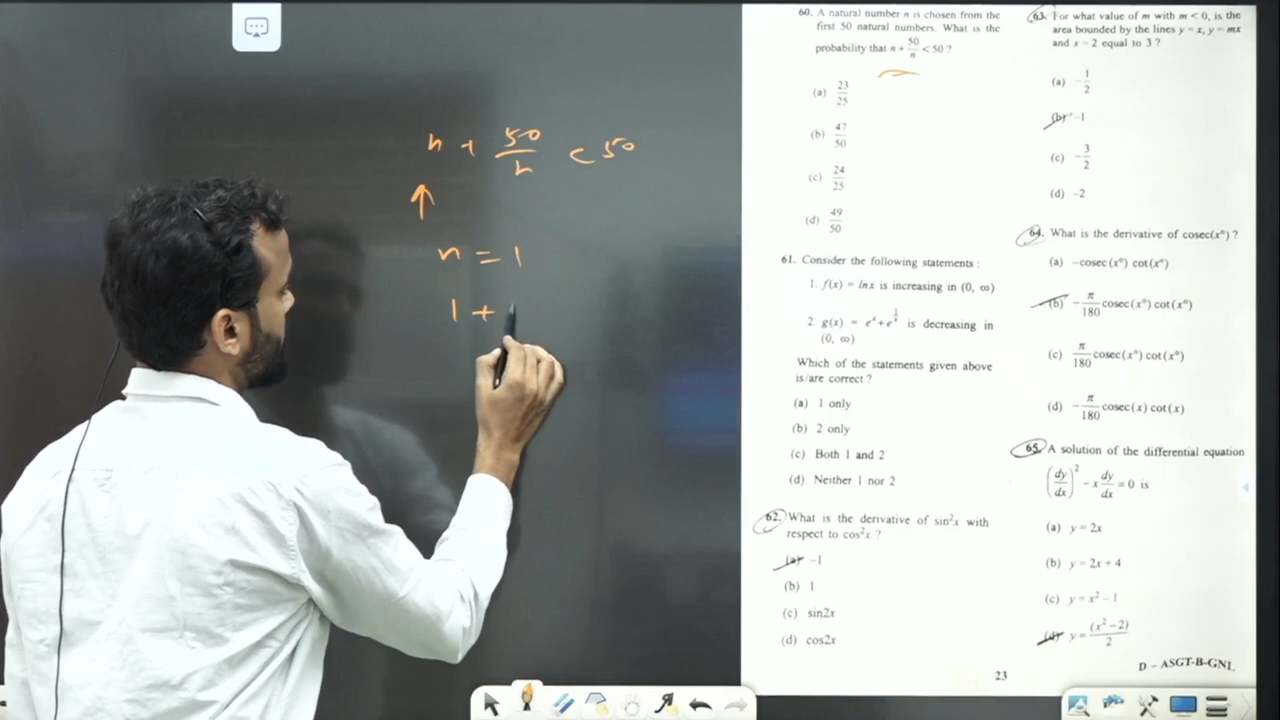 n + 50/n < 50
↑
n = 1
1 +
60. A natural number n is chosen from the
first 50 natural numbers. What is the
probability that n + 50/n < 50 ?
(a) 23/25
(b) 47/50
(c) 24/25
(d) 49/50
61. Consider the following statements :
1. f(x) = lnx is increasing in (0, ∞)
2. g(x) = e^x + e^(1/x) is decreasing in
(0, ∞)
Which of the statements given above
is/are correct ?
(a) 1 only
(b) 2 only
(c) Both 1 and 2
(d) Neither 1 nor 2
62. What is the derivative of sin²x with
respect to cos²x ?
(a) -1
(b) 1
(c) sin2x
(d) cos2x
63. For what value of m with m < 0, is the
area bounded by the lines y = x, y = mx
and x = 2 equal to 3 ?
(a) -1/2
(b) -1
(c) -3/2
(d) -2
64. What is the derivative of cosec(x°) ?
(a) -cosec(x°) cot(x°)
(b) -π/180 cosec(x°) cot(x°)
(c) π/180 cosec(x°) cot(x°)
(d) -π/180 cosec(x) cot(x)
65. A solution of the differential equation
(dy/dx)² - x dy/dx = 0 is
(a) y = 2x
(b) y = 2x + 4
(c) y = x² - 1
(d) y = (x² - 2)/2
23
D – ASGT-B-GNL